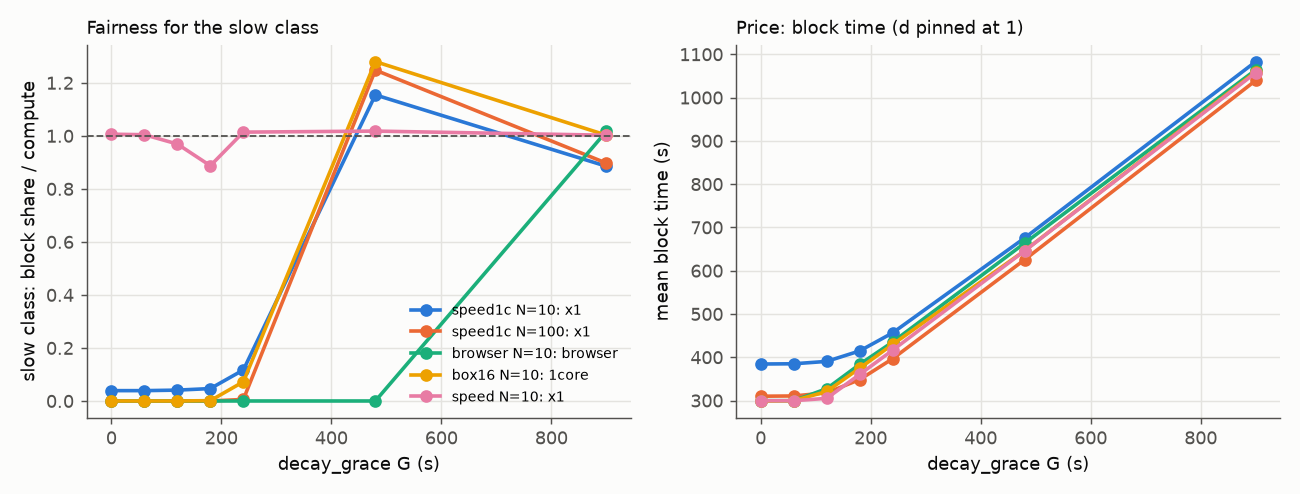 Fairness for the slow class
slow class: block share / compute
1.2
1.0
0.8
0.6
0.4
0.2
0.0
speed1c N=10: x1
speed1c N=100: x1
browser N=10: browser
box16 N=10: 1core
speed N=10: x1
0 200 400 600 800
decay_grace G (s)
Price: block time (d pinned at 1)
mean block time (s)
1100
1000
900
800
700
600
500
400
300
0 200 400 600 800
decay_grace G (s)